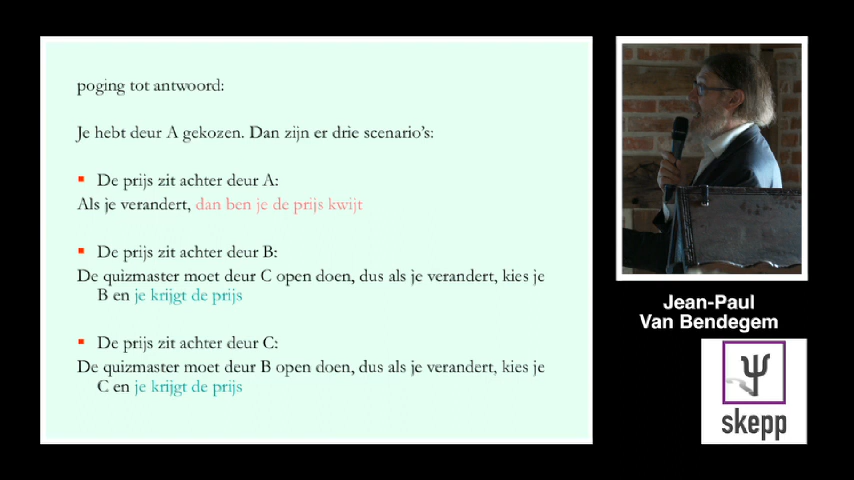 poging tot antwoord:
Je hebt deur A gekozen. Dan zijn er drie scenario's:
De prijs zit achter deur A:
Als je verandert, dan ben je de prijs kwijt
De prijs zit achter deur B:
De quizmaster moet deur C open doen, dus als je verandert, kies je
B en je krijgt de prijs
De prijs zit achter deur C:
De quizmaster moet deur B open doen, dus als je verandert, kies je
C en je krijgt de prijs
Jean-Paul
Van Bendegem
skepp